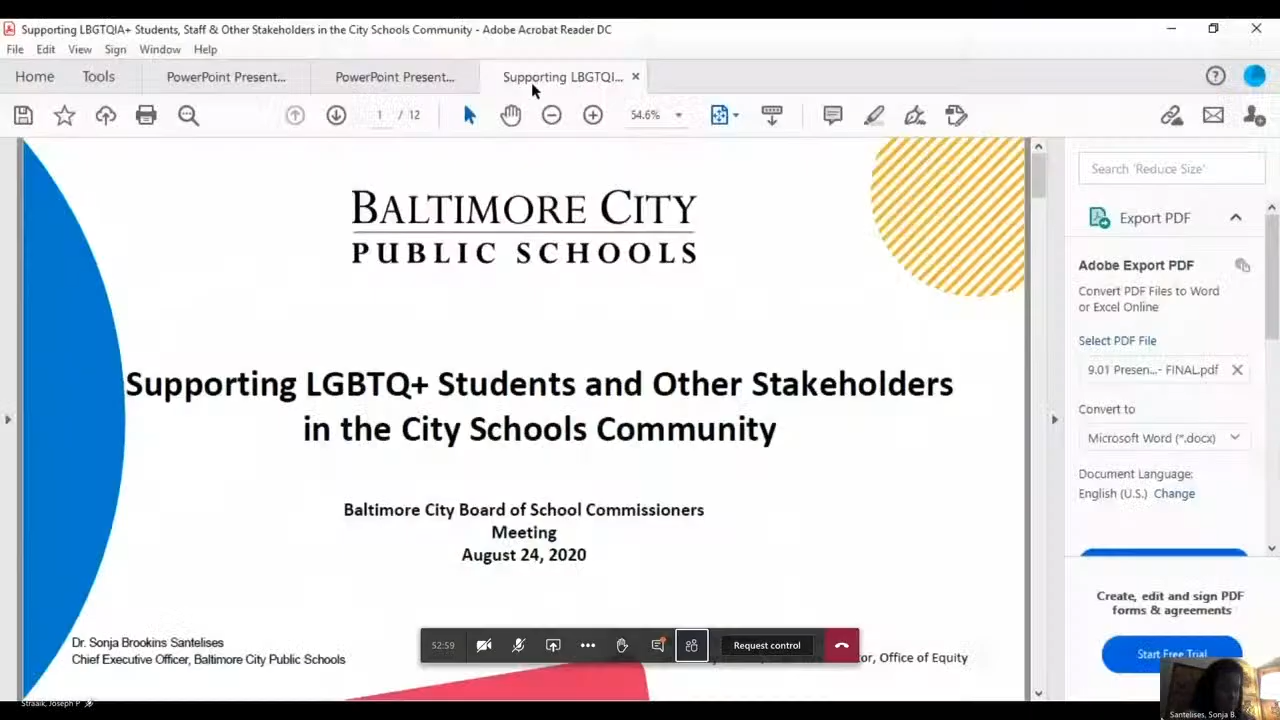 Supporting LBGTQIA+ Students, Staff & Other Stakeholders in the City Schools Community - Adobe Acrobat Reader DC
File Edit View Sign Window Help
Home Tools PowerPoint Present... PowerPoint Present... Supporting LBGTQI...
1 / 12 54.6%
Search 'Reduce Size'
Export PDF
Adobe Export PDF
Convert PDF Files to Word
or Excel Online
Select PDF File
9.01 Presen...- FINAL.pdf
Convert to
Microsoft Word (*.docx)
Document Language:
English (U.S.) Change
Create, edit and sign PDF
forms & agreements
Start Free Trial
BALTIMORE CITY
PUBLIC SCHOOLS
Supporting LGBTQ+ Students and Other Stakeholders
in the City Schools Community
Baltimore City Board of School Commissioners
Meeting
August 24, 2020
Dr. Sonja Brookins Santelises
Chief Executive Officer, Baltimore City Public Schools
Office of Equity
52:59 Request control
Straaik, Joseph P
Santelises, Sonja B.